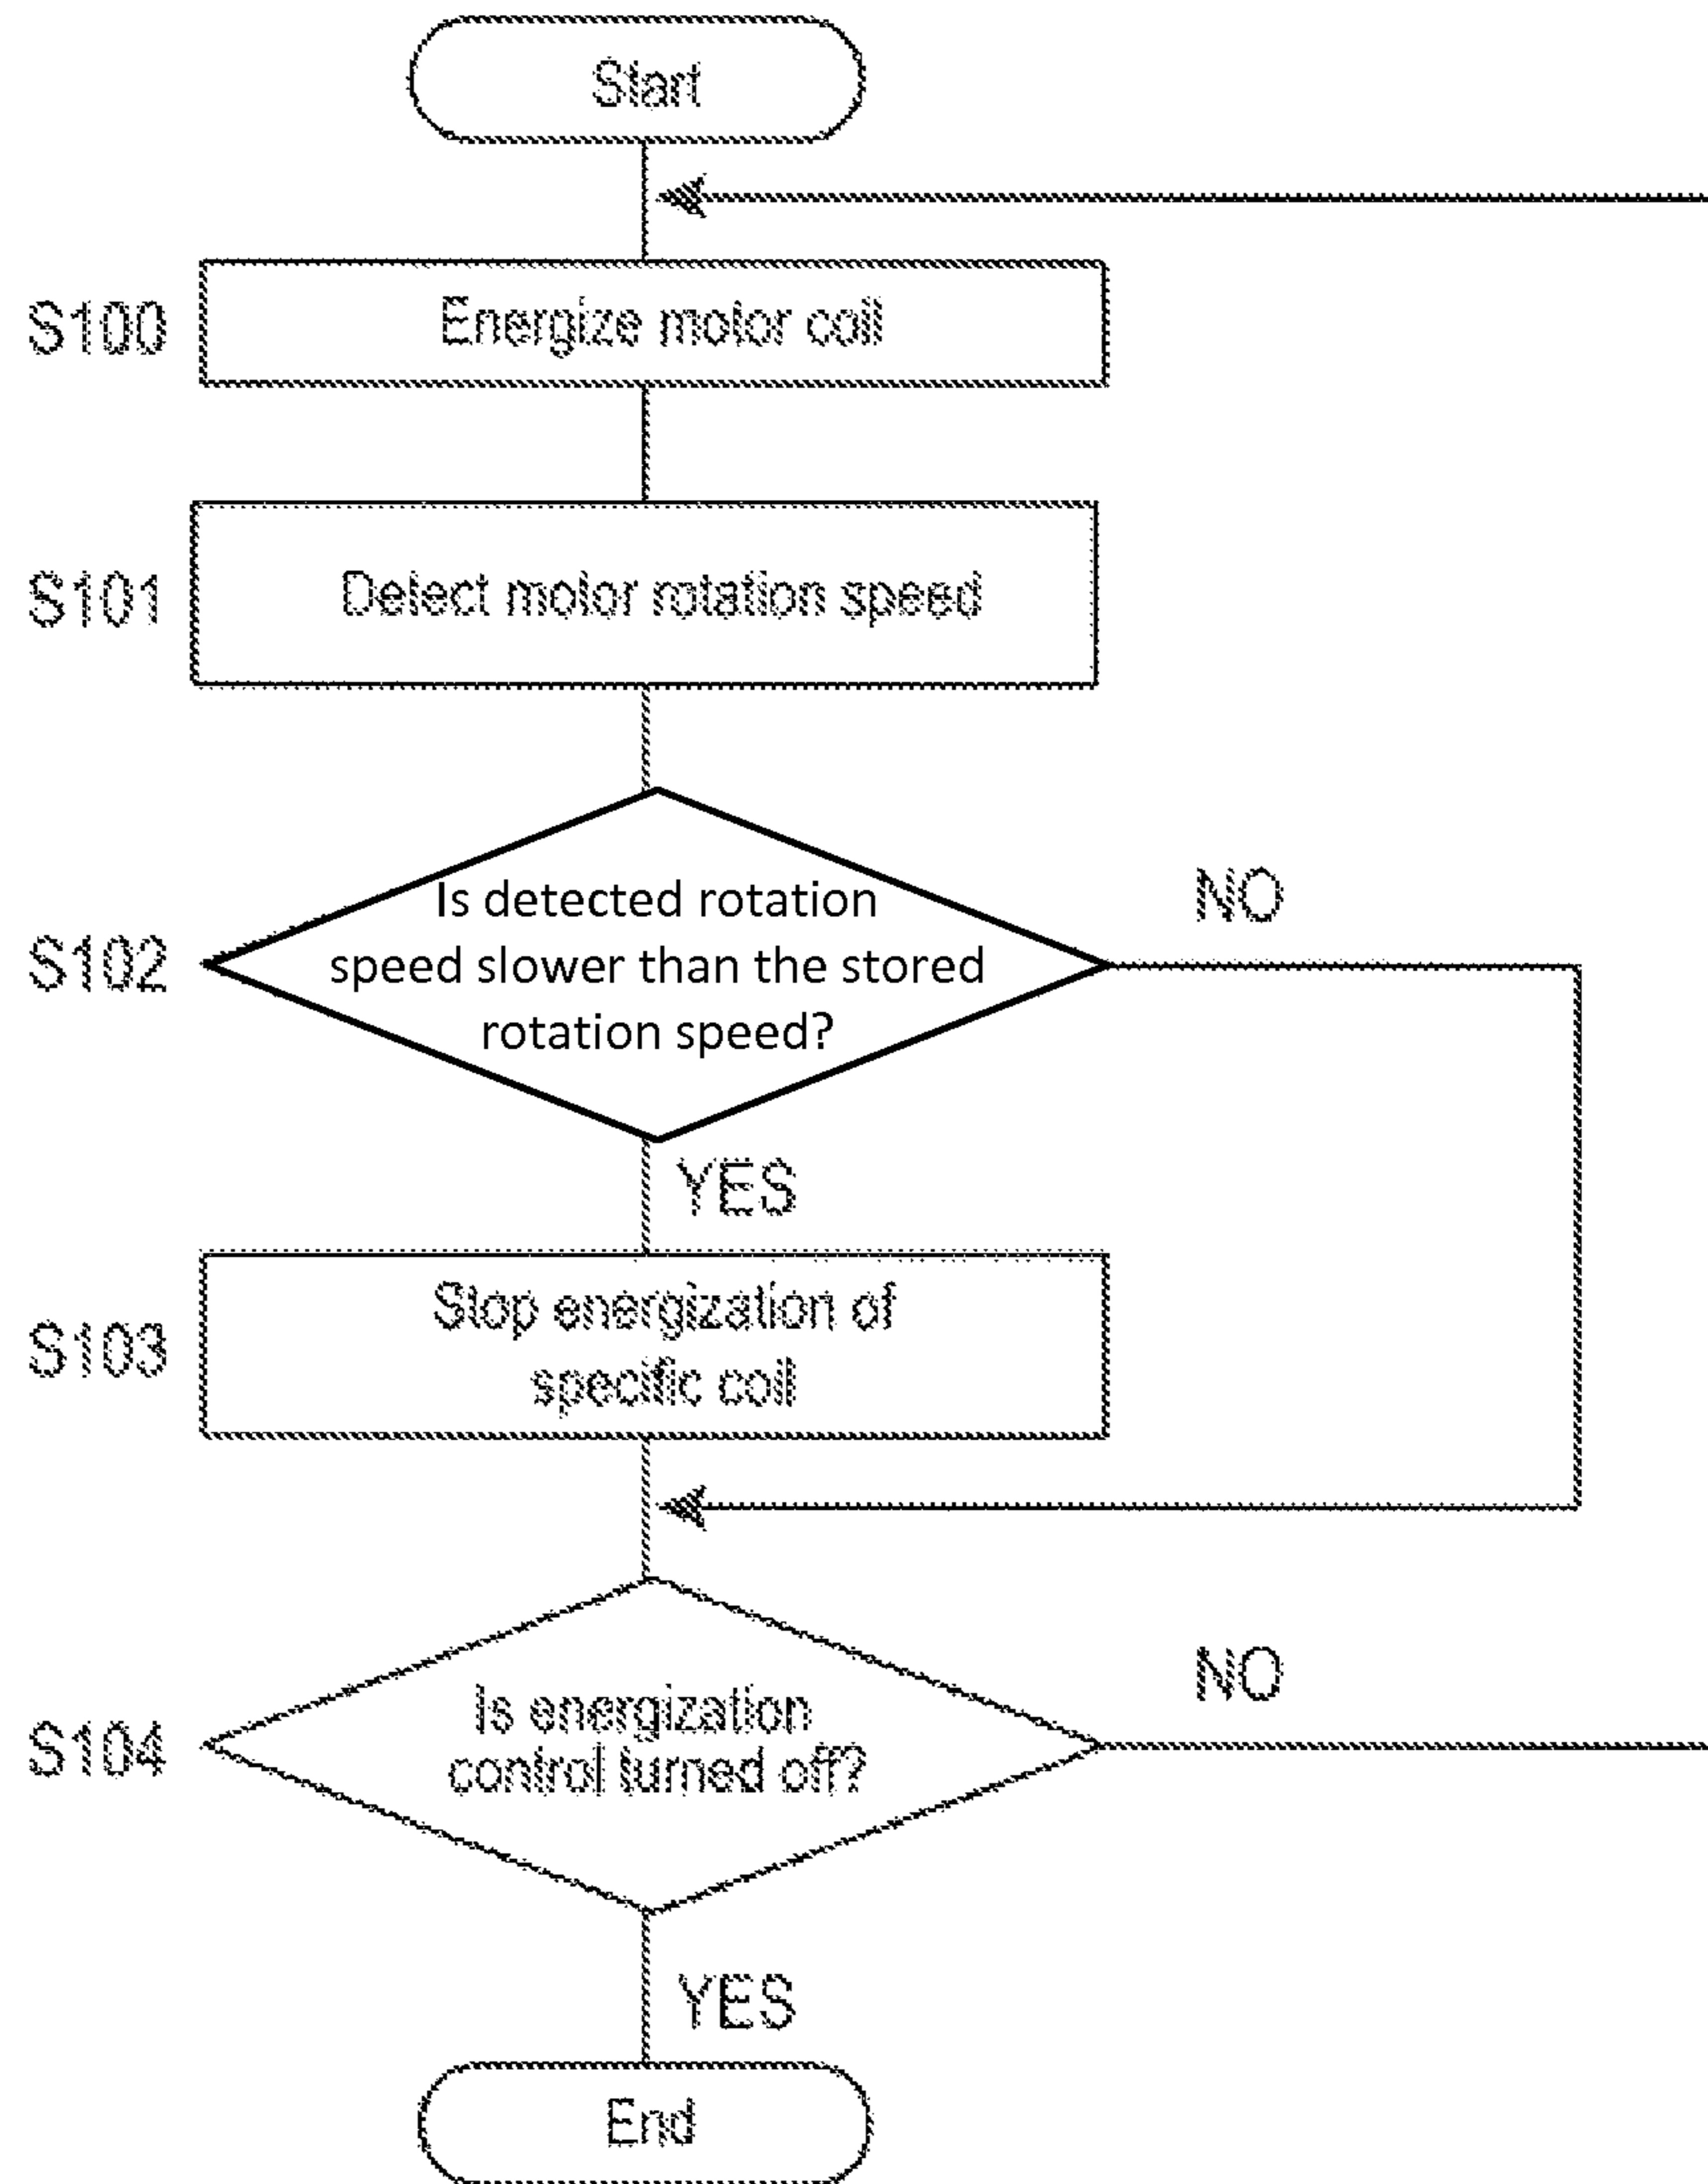 Start
S100
Energize motor coil
S101
Detect motor rotation speed
S102
Is detected rotation
speed slower than the stored
rotation speed?
NO
YES
S103
Stop energization of
specific coil
S104
Is energization
control turned off?
NO
YES
End